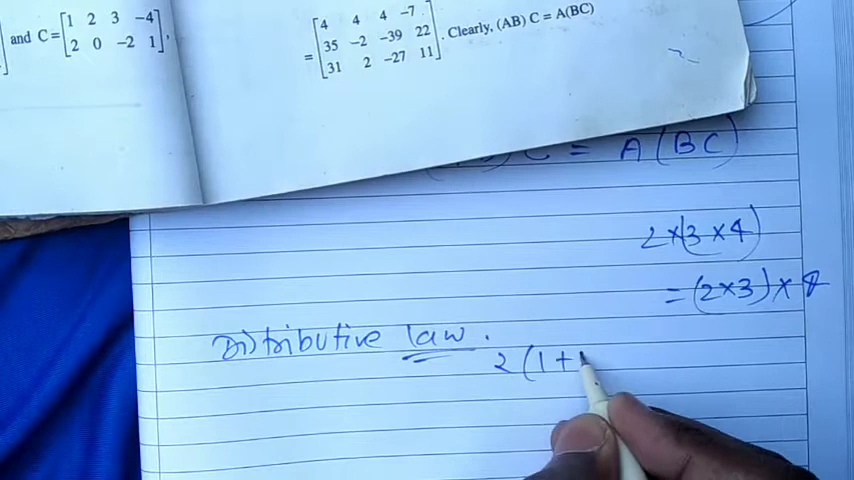 and C = [1 2 3 −4
2 0 −2 1],
= [4 4 4 −7
35 −2 −39 22
31 2 −27 11]. Clearly, (AB) C = A(BC)
C = A(BC)
2×(3×4)
= (2×3)×4
Distributive law.
2(1+